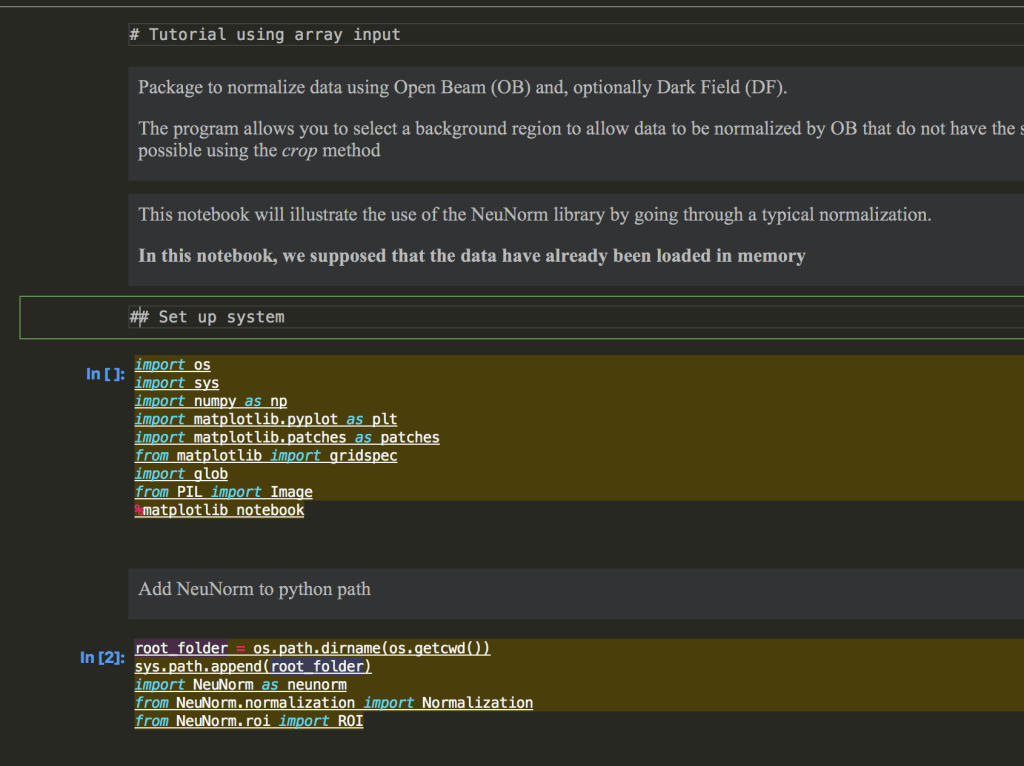 # Tutorial using array input
Package to normalize data using Open Beam (OB) and, optionally Dark Field (DF).
The program allows you to select a background region to allow data to be normalized by OB that do not have the
possible using the crop method
This notebook will illustrate the use of the NeuNorm library by going through a typical normalization.
In this notebook, we supposed that the data have already been loaded in memory
## Set up system
In [ ]:
import os
import sys
import numpy as np
import matplotlib.pyplot as plt
import matplotlib.patches as patches
from matplotlib import gridspec
import glob
from PIL import Image
%matplotlib notebook
Add NeuNorm to python path
In [2]:
root_folder = os.path.dirname(os.getcwd())
sys.path.append(root_folder)
import NeuNorm as neunorm
from NeuNorm.normalization import Normalization
from NeuNorm.roi import ROI